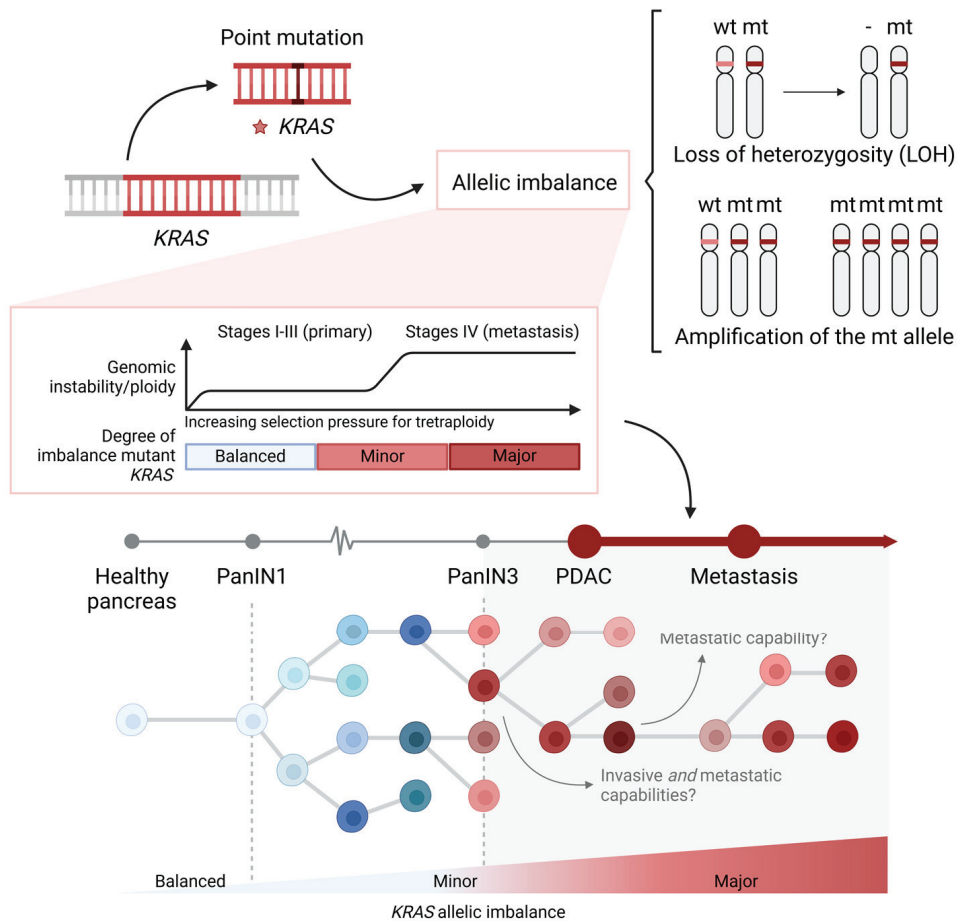 Point mutation
KRAS
KRAS
Allelic imbalance
wt mt
- mt
Loss of heterozygosity (LOH)
wt mt mt
mt mt mt mt
Amplification of the mt allele
Stages I-III (primary)
Stages IV (metastasis)
Genomic
instability/ploidy
Increasing selection pressure for tretraploidy
Degree of
imbalance mutant
KRAS
Balanced
Minor
Major
Healthy
pancreas
PanIN1
PanIN3
PDAC
Metastasis
Metastatic capability?
Invasive and metastatic
capabilities?
Balanced
Minor
Major
KRAS allelic imbalance